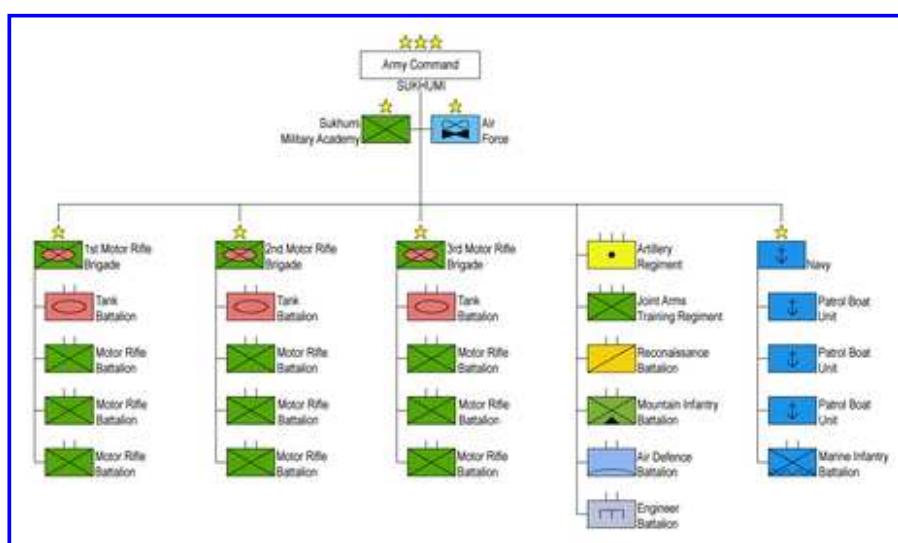 Army Command
SUKHUMI
Sukhumi
Military Academy
Air
Force
1st Motor Rifle
Brigade
2nd Motor Rifle
Brigade
3rd Motor Rifle
Brigade
Artillery
Regiment
Navy
Tank
Battalion
Tank
Battalion
Tank
Battalion
Joint Arms
Training Regiment
Patrol Boat
Unit
Motor Rifle
Battalion
Motor Rifle
Battalion
Motor Rifle
Battalion
Reconaissance
Battalion
Patrol Boat
Unit
Motor Rifle
Battalion
Motor Rifle
Battalion
Motor Rifle
Battalion
Mountain Infantry
Battalion
Patrol Boat
Unit
Motor Rifle
Battalion
Motor Rifle
Battalion
Motor Rifle
Battalion
Air Defence
Battalion
Marine Infantry
Battalion
Engineer
Battalion